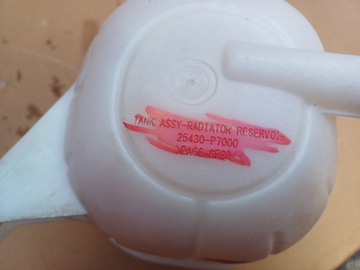 TANK ASSY-RADIATOR RESERVOIR
25430-P7000